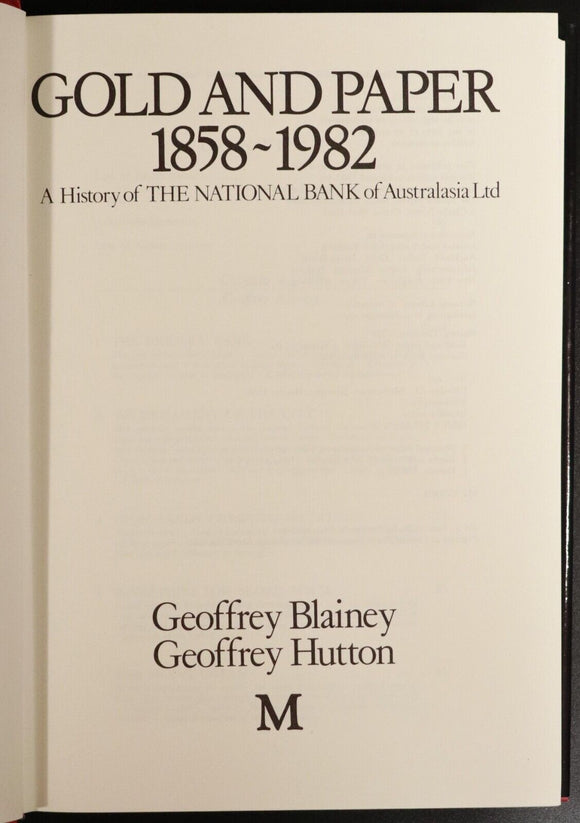 GOLD AND PAPER
1858~1982
A History of THE NATIONAL BANK of Australasia Ltd
Geoffrey Blainey
Geoffrey Hutton
M